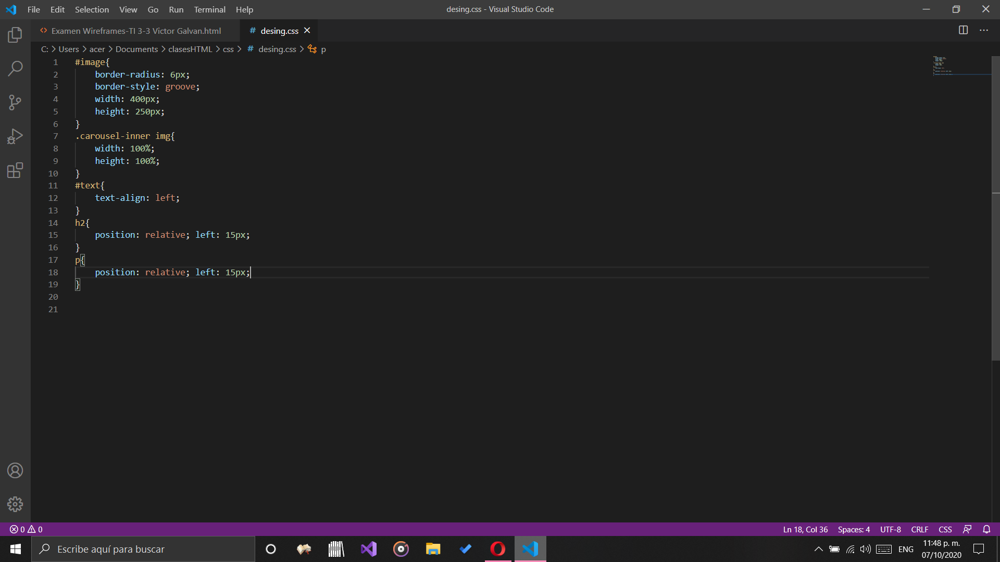 File Edit Selection View Go Run Terminal Help
desing.css - Visual Studio Code
Examen Wireframes-TI 3-3 Victor Galvan.html
# desing.css
C: > Users > acer > Documents > clasesHTML > css > # desing.css > p
1 #image{
2 border-radius: 6px;
3 border-style: groove;
4 width: 400px;
5 height: 250px;
6 }
7 .carousel-inner img{
8 width: 100%;
9 height: 100%;
10 }
11 #text{
12 text-align: left;
13 }
14 h2{
15 position: relative; left: 15px;
16 }
17 p{
18 position: relative; left: 15px;
19 }
20
21
0 0
Ln 18, Col 36 Spaces: 4 UTF-8 CRLF CSS
Escribe aquí para buscar
ENG
11:48 p. m.
07/10/2020